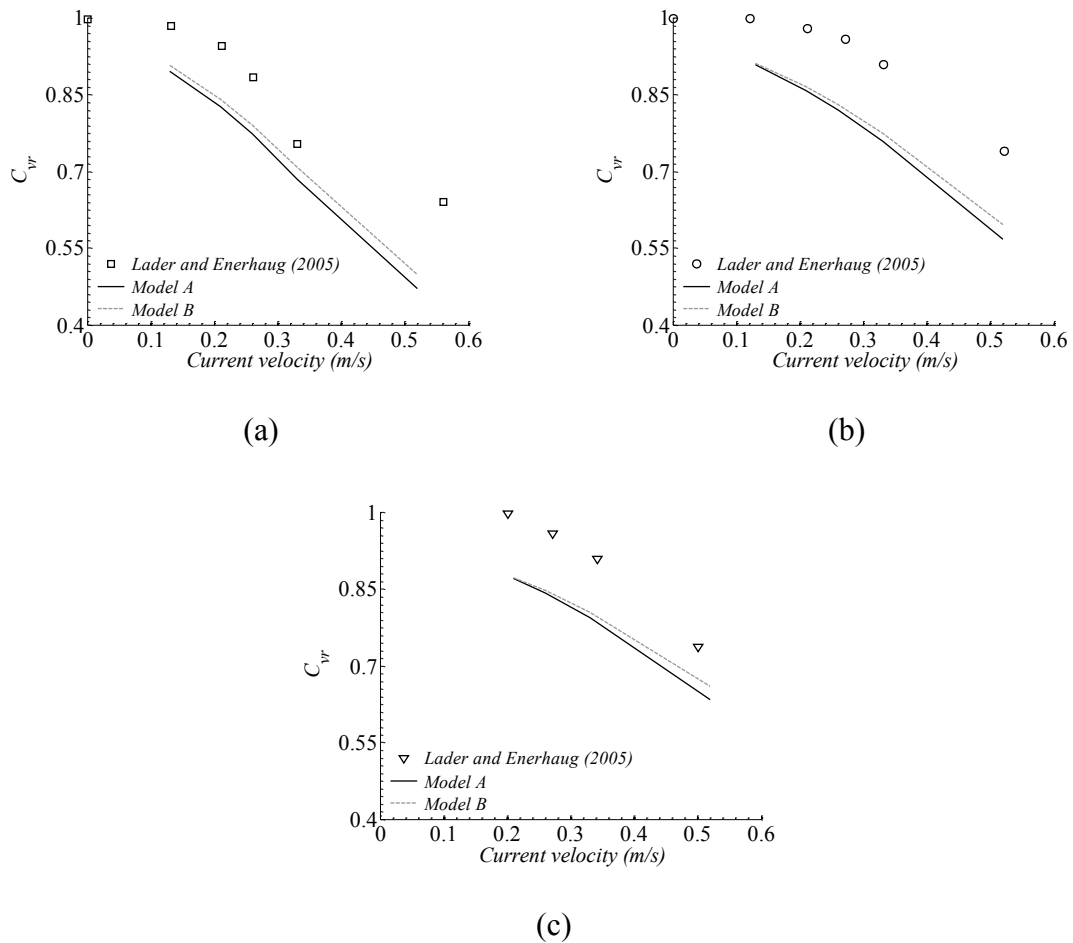 1
0.85
0.7
0.55
0.4
C_vr
0 0.1 0.2 0.3 0.4 0.5 0.6
Current velocity (m/s)
Lader and Enerhaug (2005)
Model A
Model B
(a)
1
0.85
0.7
0.55
0.4
C_vr
0 0.1 0.2 0.3 0.4 0.5 0.6
Current velocity (m/s)
Lader and Enerhaug (2005)
Model A
Model B
(b)
1
0.85
0.7
0.55
0.4
C_vr
0 0.1 0.2 0.3 0.4 0.5 0.6
Current velocity (m/s)
Lader and Enerhaug (2005)
Model A
Model B
(c)